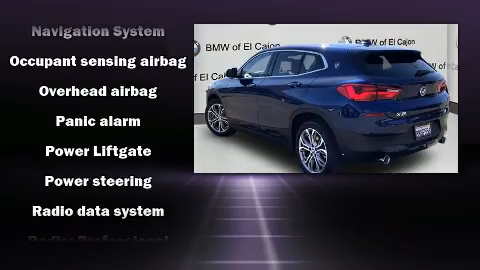 Navigation System
Occupant sensing airbag
Overhead airbag
Panic alarm
Power Liftgate
Power steering
Radio data system
BMW of El Cajon
BMW of El Cajon
X2